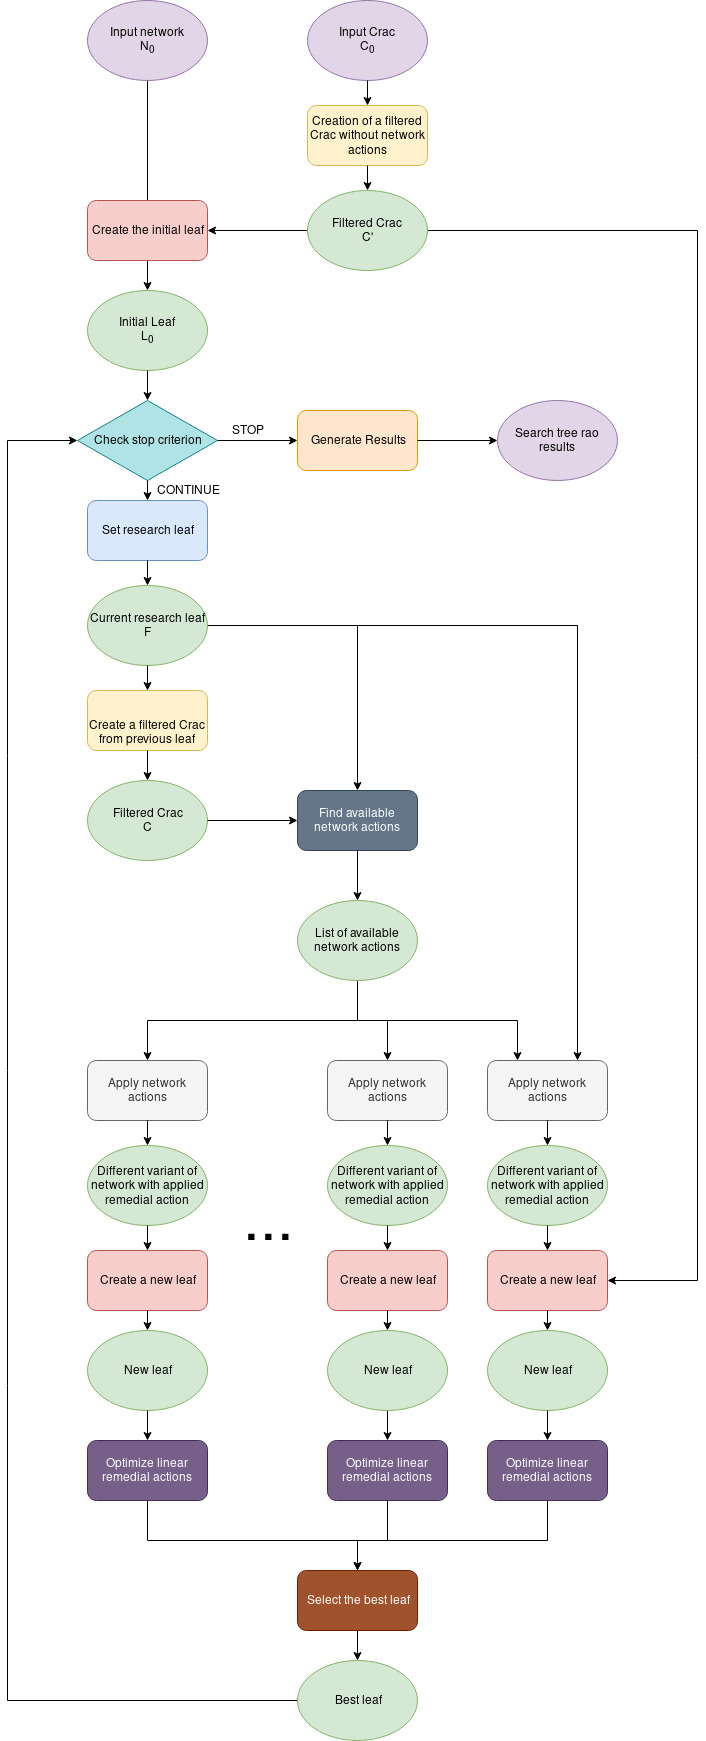 Input network
N0
Input Crac
C0
Creation of a filtered
Crac without network
actions
Create the initial leaf
Filtered Crac
C'
Initial Leaf
L0
Check stop criterion
STOP
Generate Results
Search tree rao
results
CONTINUE
Set research leaf
Current research leaf
F
Create a filtered Crac
from previous leaf
Filtered Crac
C
Find available
network actions
List of available
network actions
Apply network
actions
Apply network
actions
Apply network
actions
Different variant of
network with applied
remedial action
Different variant of
network with applied
remedial action
Different variant of
network with applied
remedial action
...
Create a new leaf
Create a new leaf
Create a new leaf
New leaf
New leaf
New leaf
Optimize linear
remedial actions
Optimize linear
remedial actions
Optimize linear
remedial actions
Select the best leaf
Best leaf